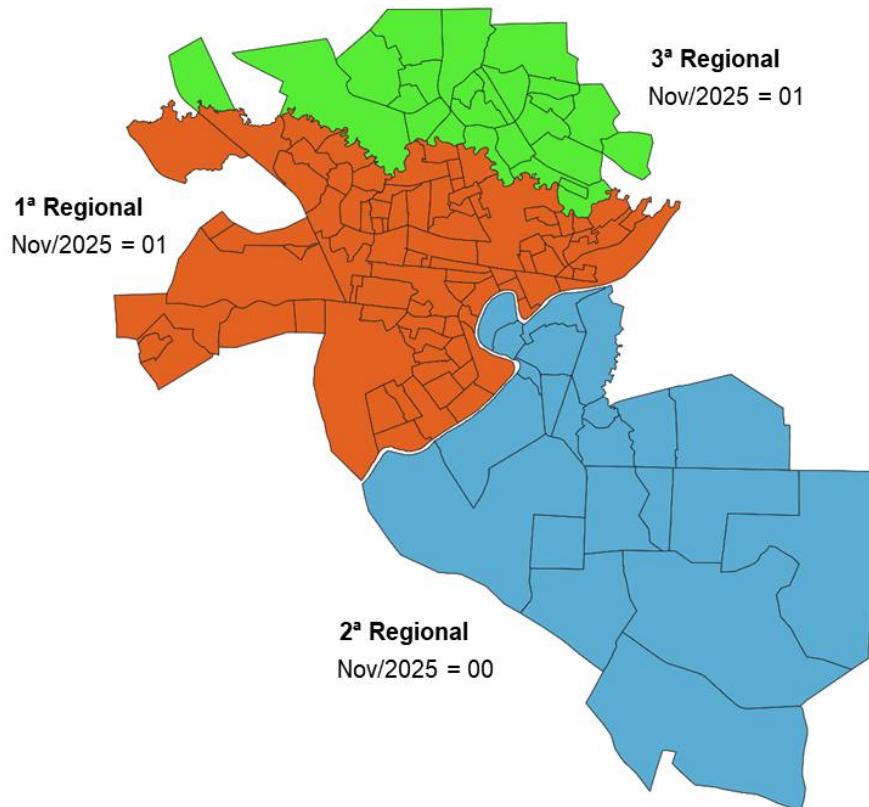 3ª Regional
Nov/2025 = 01
1ª Regional
Nov/2025 = 01
2ª Regional
Nov/2025 = 00